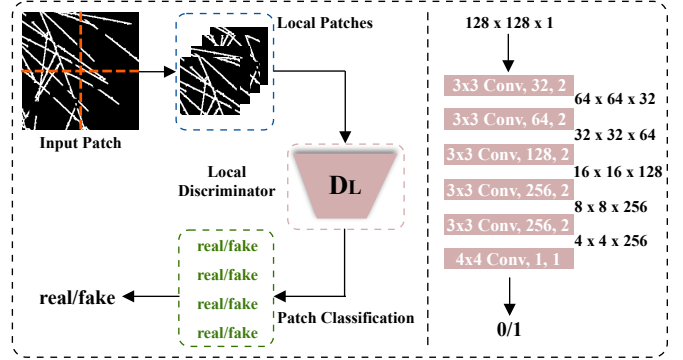 Local Patches
Input Patch
Local
Discriminator
DL
real/fake
real/fake
real/fake
real/fake
real/fake
Patch Classification
128 x 128 x 1
3x3 Conv, 32, 2
64 x 64 x 32
3x3 Conv, 64, 2
32 x 32 x 64
3x3 Conv, 128, 2
16 x 16 x 128
3x3 Conv, 256, 2
8 x 8 x 256
3x3 Conv, 256, 2
4 x 4 x 256
4x4 Conv, 1, 1
0/1